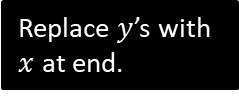 Replace 𝑦's with
𝑥 at end.